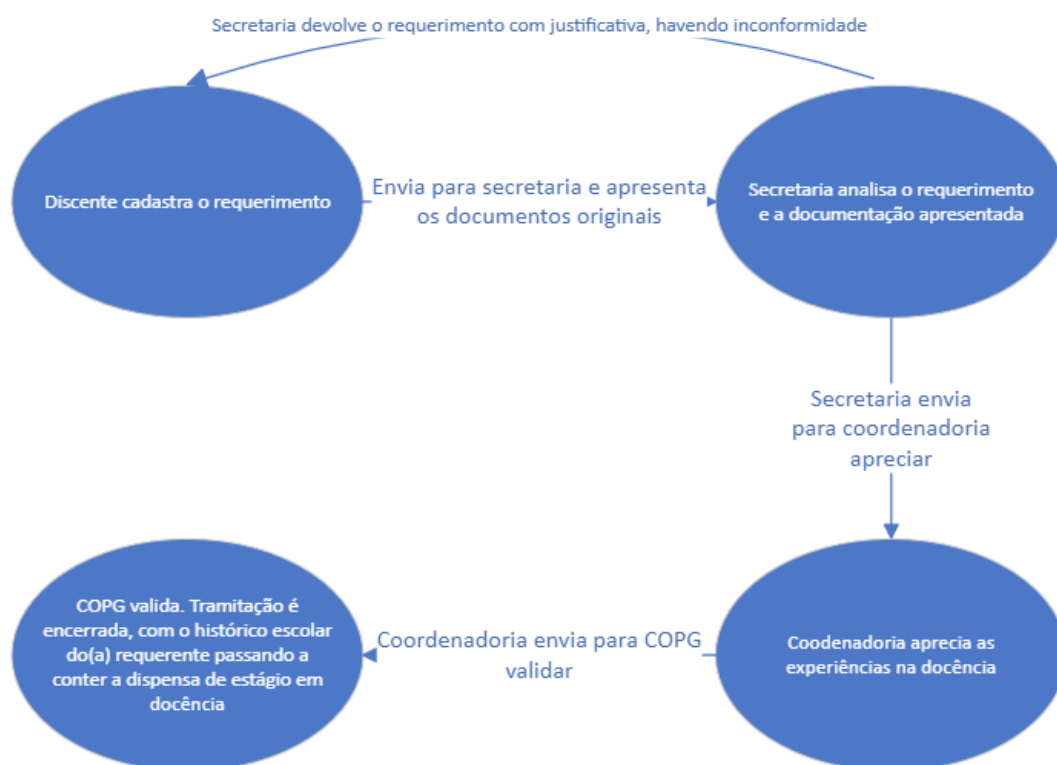 Secretaria devolve o requerimento com justificativa, havendo inconformidade
Discente cadastra o requerimento
Envia para secretaria e apresenta
os documentos originais
Secretaria analisa o requerimento
e a documentação apresentada
Secretaria envia
para coordenadoria
apreciar
Coodenadoria aprecia as
experiências na docência
Coordenadoria envia para COPG
validar
COPG valida. Tramitação é
encerrada, com o histórico escolar
do(a) requerente passando a
conter a dispensa de estágio em
docência